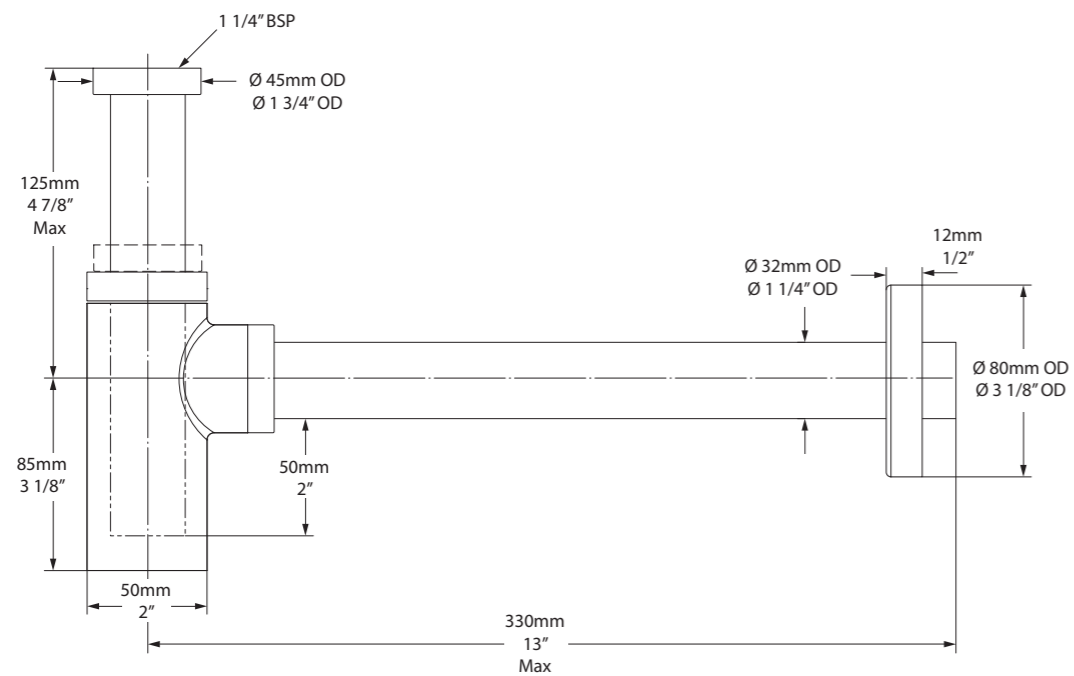 1 1/4” BSP
Ø 45mm OD
Ø 1 3/4” OD
125mm
4 7/8”
Max
12mm
1/2”
Ø 32mm OD
Ø 1 1/4” OD
Ø 80mm OD
Ø 3 1/8” OD
85mm
3 1/8”
50mm
2”
50mm
2”
330mm
13”
Max